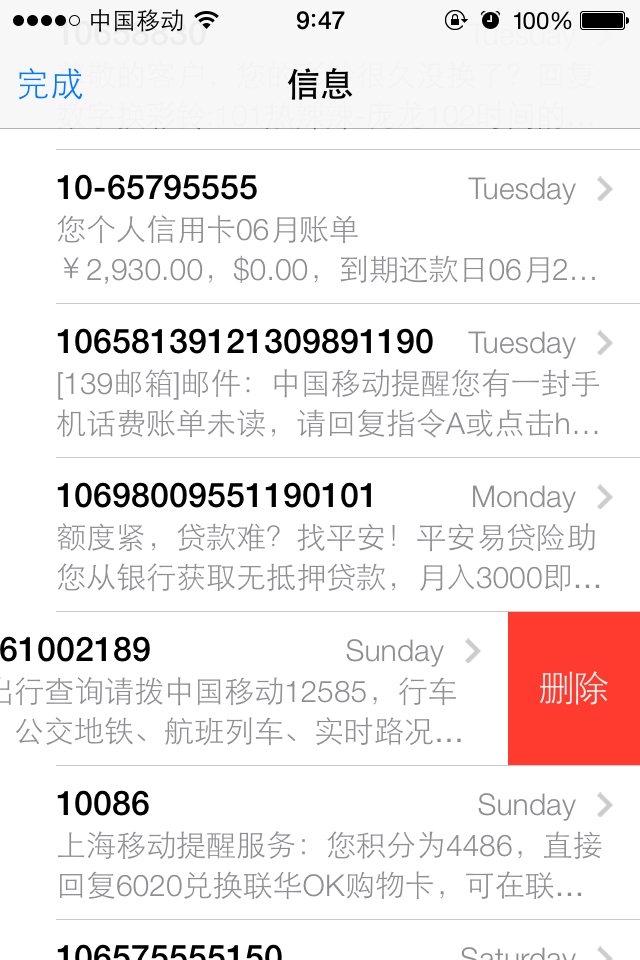 中国移动 9:47 100%
10658830 Tuesday
完成 信息
10-65795555 Tuesday
您个人信用卡06月账单
￥2,930.00，$0.00，到期还款日06月2...
10658139121309891190 Tuesday
[139邮箱]邮件：中国移动提醒您有一封手
机话费账单未读，请回复指令A或点击h...
10698009551190101 Monday
额度紧，贷款难？找平安！平安易贷险助
您从银行获取无抵押贷款，月入3000即...
61002189 Sunday
出行查询请拨中国移动12585，行车
删除
、公交地铁、航班列车、实时路况...
10086 Sunday
上海移动提醒服务：您积分为4486，直接
回复6020兑换联华OK购物卡，可在联...
106575555150 Saturday